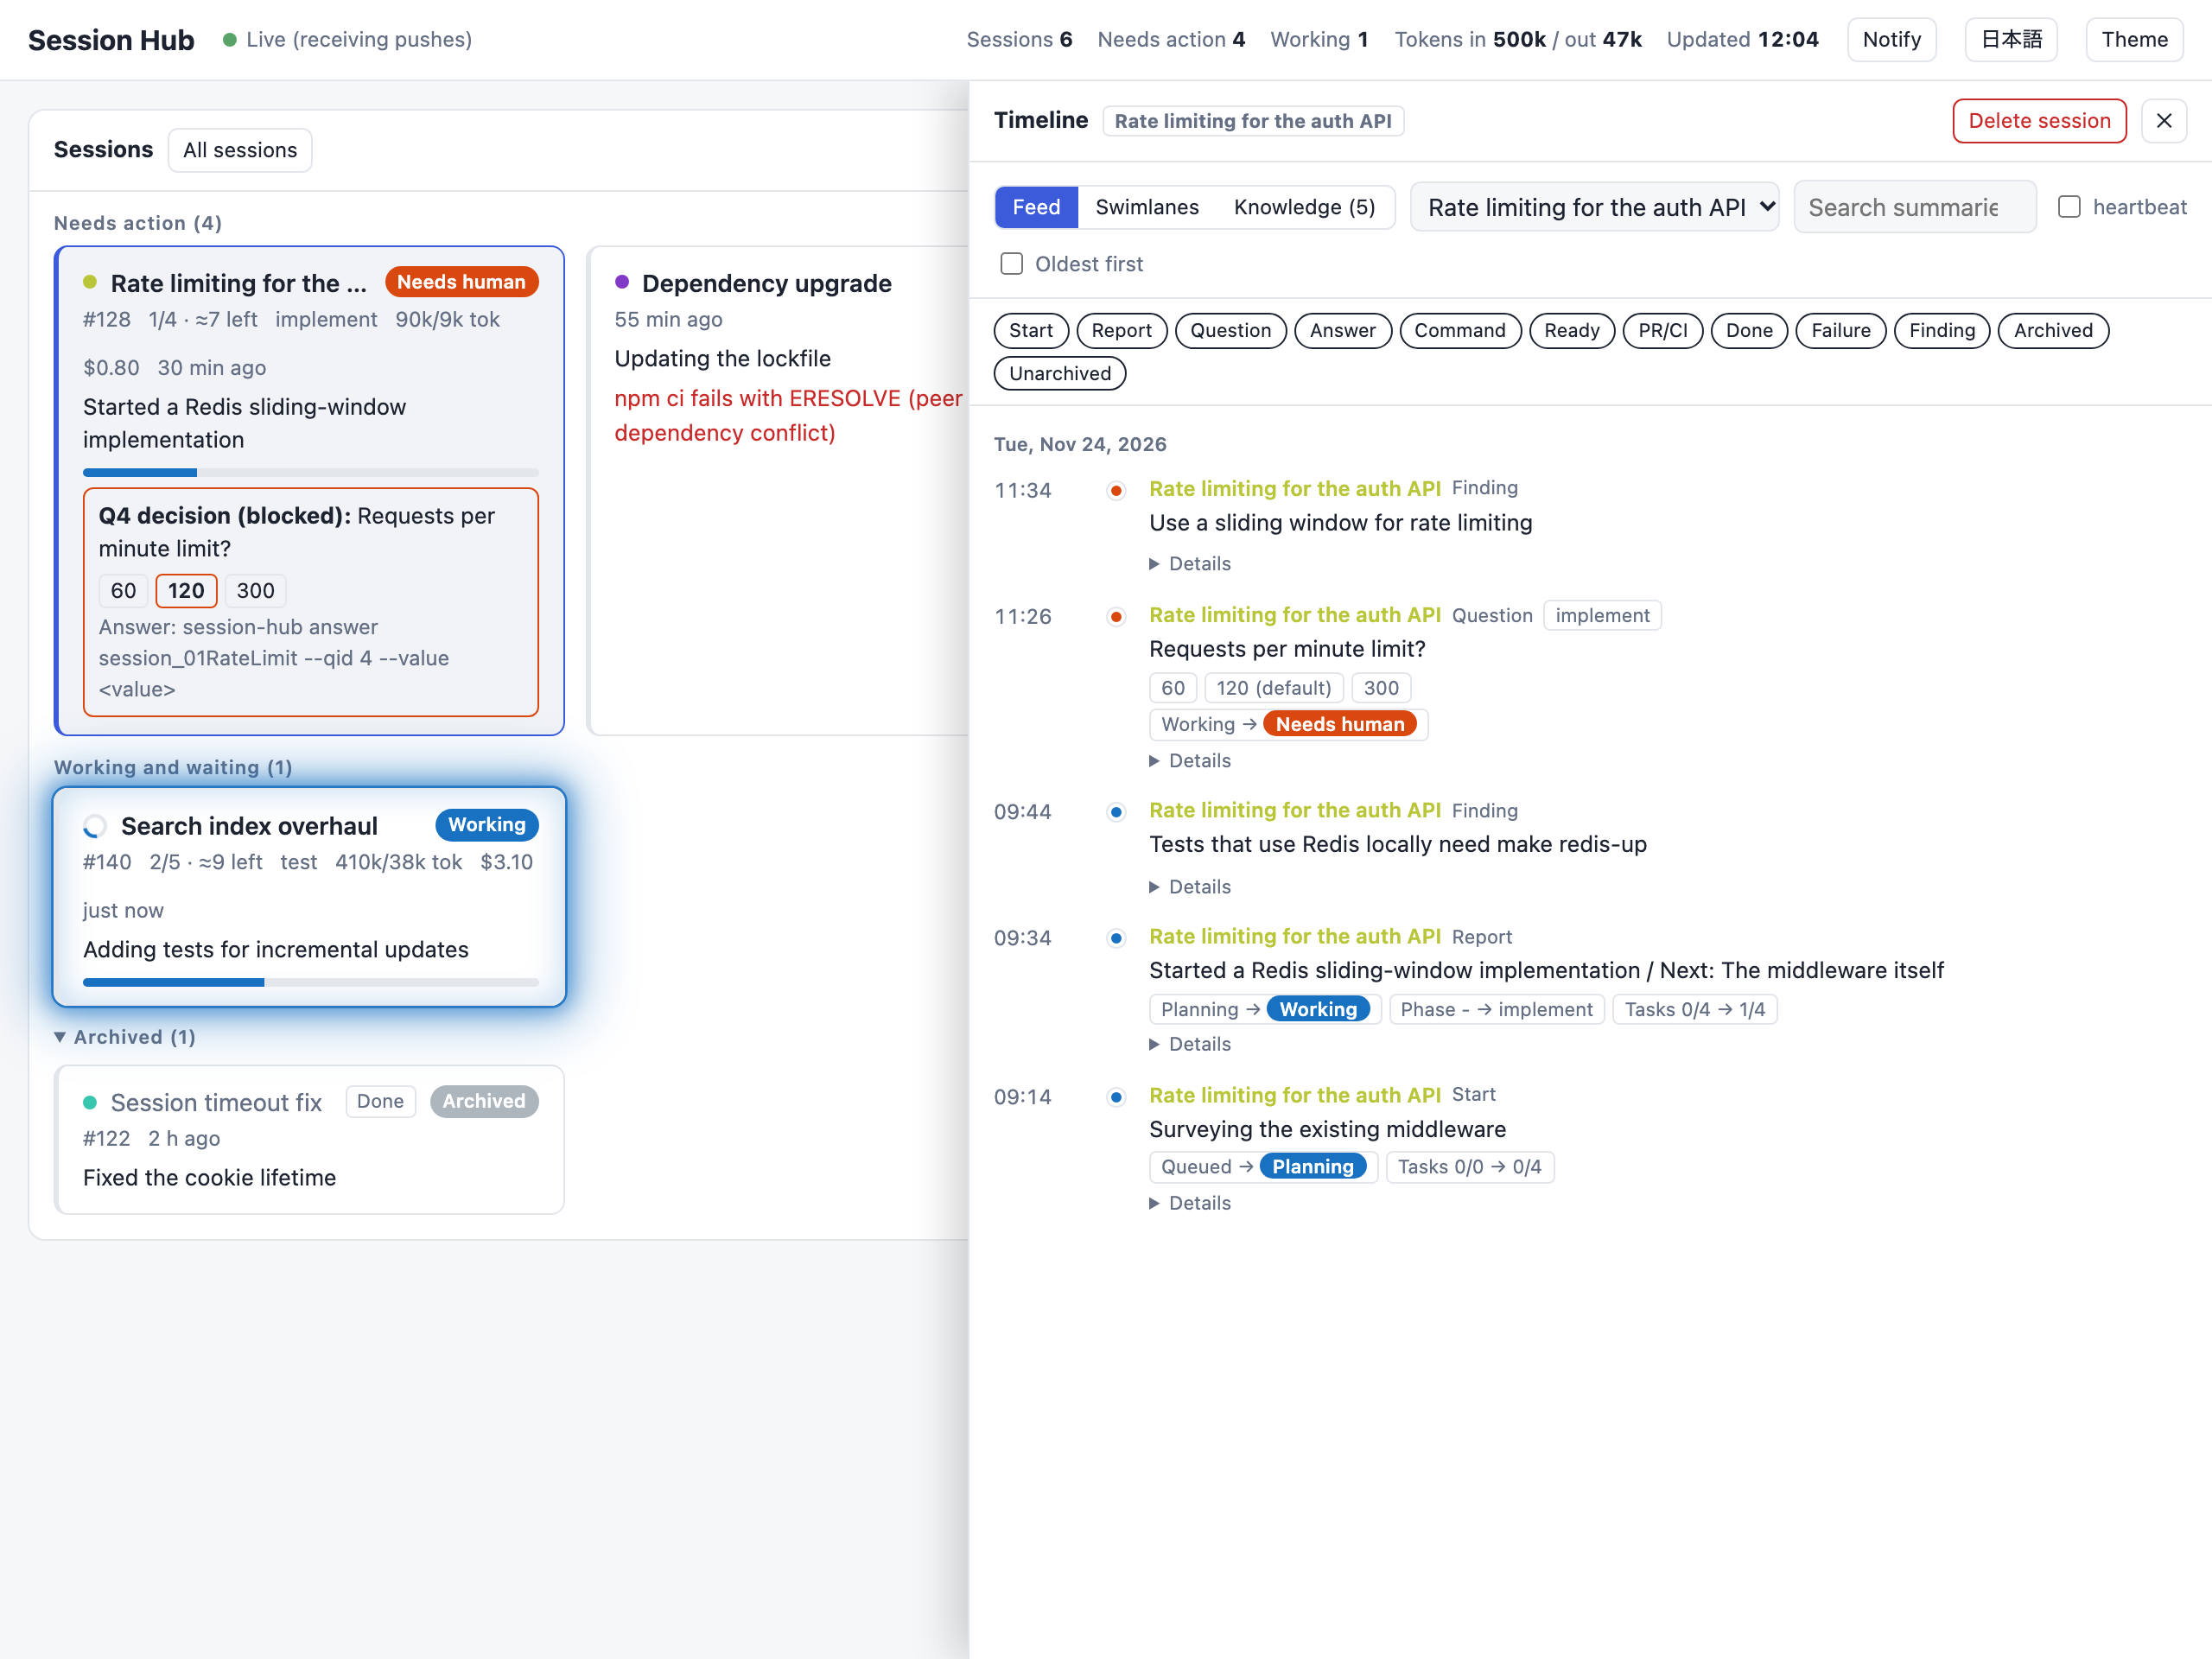 Session Hub
Live (receiving pushes)
Sessions 6 Needs action 4 Working 1 Tokens in 500k / out 47k Updated 12:04
Notify
日本語
Theme
Sessions
All sessions
Needs action (4)
Rate limiting for the ...
Needs human
#128 1/4 · ≈7 left implement 90k/9k tok
$0.80 30 min ago
Started a Redis sliding-window
implementation
Q4 decision (blocked): Requests per
minute limit?
60 120 300
Answer: session-hub answer
session_01RateLimit --qid 4 --value
<value>
Dependency upgrade
55 min ago
Updating the lockfile
npm ci fails with ERESOLVE (peer
dependency conflict)
Working and waiting (1)
Search index overhaul
Working
#140 2/5 · ≈9 left test 410k/38k tok $3.10
just now
Adding tests for incremental updates
▼ Archived (1)
Session timeout fix
Done
Archived
#122 2 h ago
Fixed the cookie lifetime
Timeline
Rate limiting for the auth API
Delete session
✕
Feed Swimlanes Knowledge (5)
Rate limiting for the auth API
Search summarie
heartbeat
Oldest first
Start Report Question Answer Command Ready PR/CI Done Failure Finding Archived
Unarchived
Tue, Nov 24, 2026
11:34 Rate limiting for the auth API Finding
Use a sliding window for rate limiting
▶ Details
11:26 Rate limiting for the auth API Question implement
Requests per minute limit?
60 120 (default) 300
Working → Needs human
▶ Details
09:44 Rate limiting for the auth API Finding
Tests that use Redis locally need make redis-up
▶ Details
09:34 Rate limiting for the auth API Report
Started a Redis sliding-window implementation / Next: The middleware itself
Planning → Working Phase - → implement Tasks 0/4 → 1/4
▶ Details
09:14 Rate limiting for the auth API Start
Surveying the existing middleware
Queued → Planning Tasks 0/0 → 0/4
▶ Details